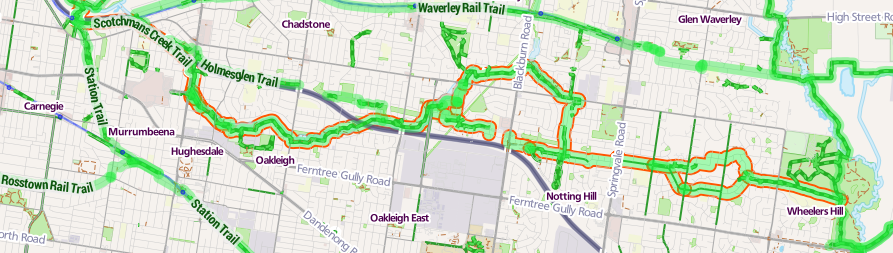 Waverley Rail Trail
Scotchmans Creek Trail
Chadstone
Glen Waverley
High Street Ro
Blackburn Road
Holmesglen Trail
Station Trail
Carnegie
Murrumbeena
Hughesdale
Oakleigh
Springvale Road
Ferntree Gully Road
Rosstown Rail Trail
Notting Hill
Station Trail
Oakleigh East
Ferntree Gully Road
Wheelers Hill
Dandenong R
orth Road